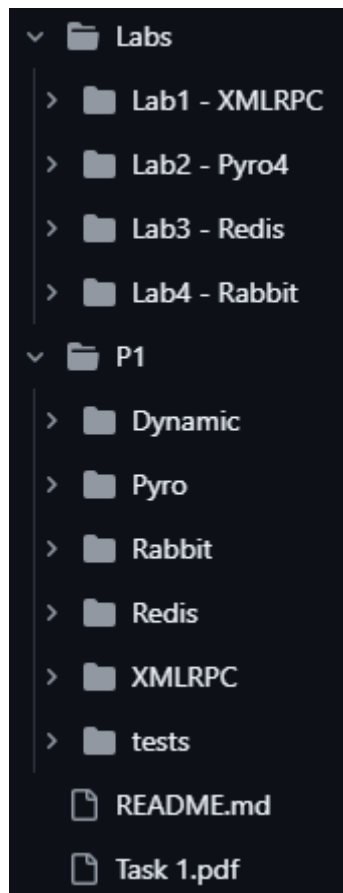 Labs
Lab1 - XMLRPC
Lab2 - Pyro4
Lab3 - Redis
Lab4 - Rabbit
P1
Dynamic
Pyro
Rabbit
Redis
XMLRPC
tests
README.md
Task 1.pdf